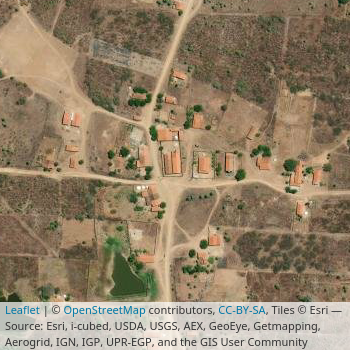 Leaflet | © OpenStreetMap contributors, CC-BY-SA, Tiles © Esri —
Source: Esri, i-cubed, USDA, USGS, AEX, GeoEye, Getmapping,
Aerogrid, IGN, IGP, UPR-EGP, and the GIS User Community